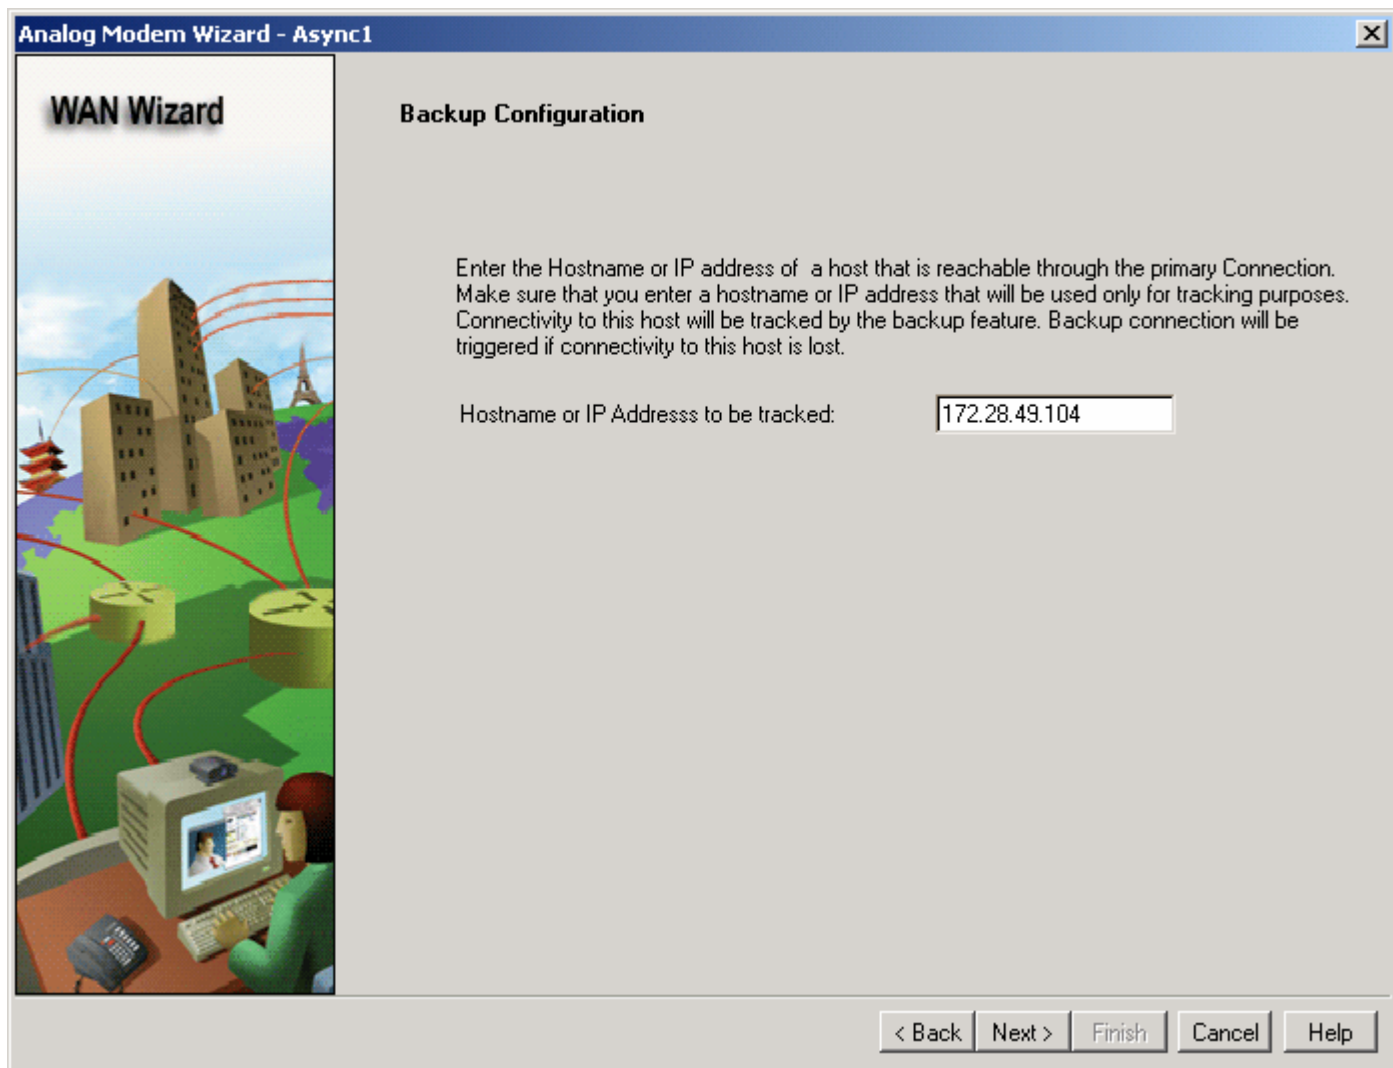 Analog Modem Wizard - Async1
WAN Wizard
Backup Configuration
Enter the Hostname or IP address of  a host that is reachable through the primary Connection.
Make sure that you enter a hostname or IP address that will be used only for tracking purposes.
Connectivity to this host will be tracked by the backup feature. Backup connection will be
triggered if connectivity to this host is lost.
Hostname or IP Addresss to be tracked: 172.28.49.104
< Back Next > Finish Cancel Help